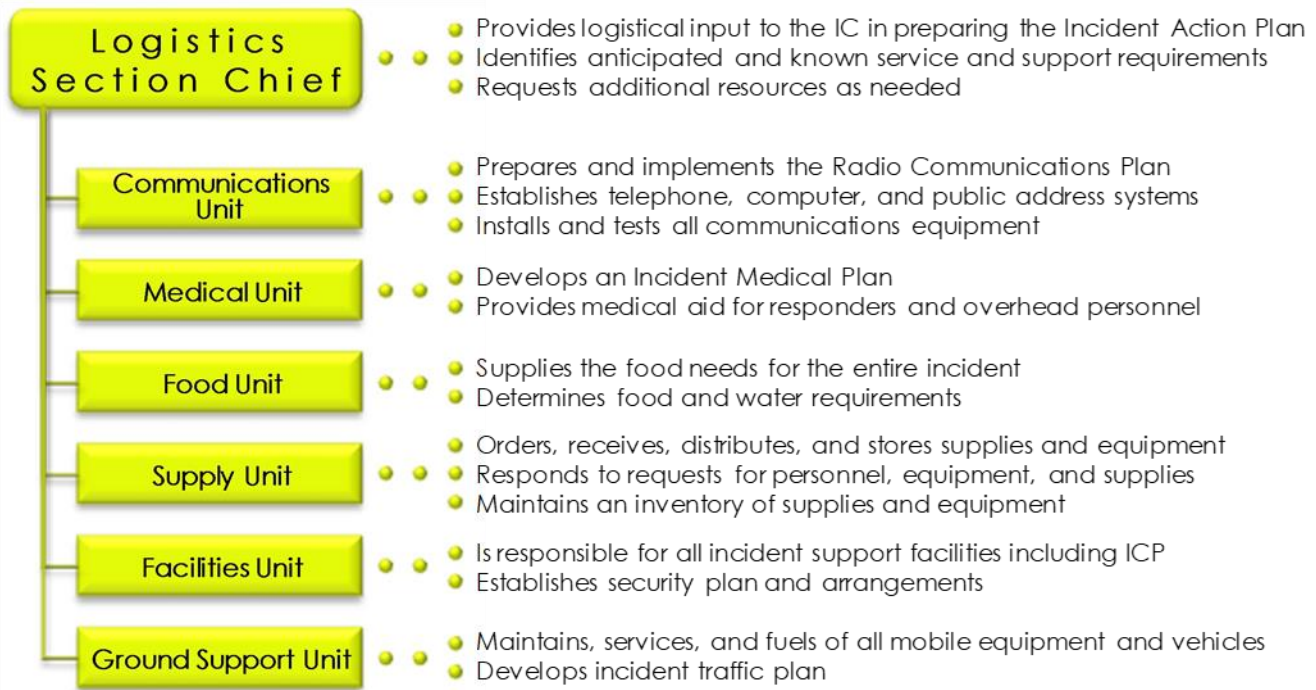 Logistics
Section Chief
Provides logistical input to the IC in preparing the Incident Action Plan
Identifies anticipated and known service and support requirements
Requests additional resources as needed
Communications
Unit
Prepares and implements the Radio Communications Plan
Establishes telephone, computer, and public address systems
Installs and tests all communications equipment
Medical Unit
Develops an Incident Medical Plan
Provides medical aid for responders and overhead personnel
Food Unit
Supplies the food needs for the entire incident
Determines food and water requirements
Supply Unit
Orders, receives, distributes, and stores supplies and equipment
Responds to requests for personnel, equipment, and supplies
Maintains an inventory of supplies and equipment
Facilities Unit
Is responsible for all incident support facilities including ICP
Establishes security plan and arrangements
Ground Support Unit
Maintains, services, and fuels of all mobile equipment and vehicles
Develops incident traffic plan